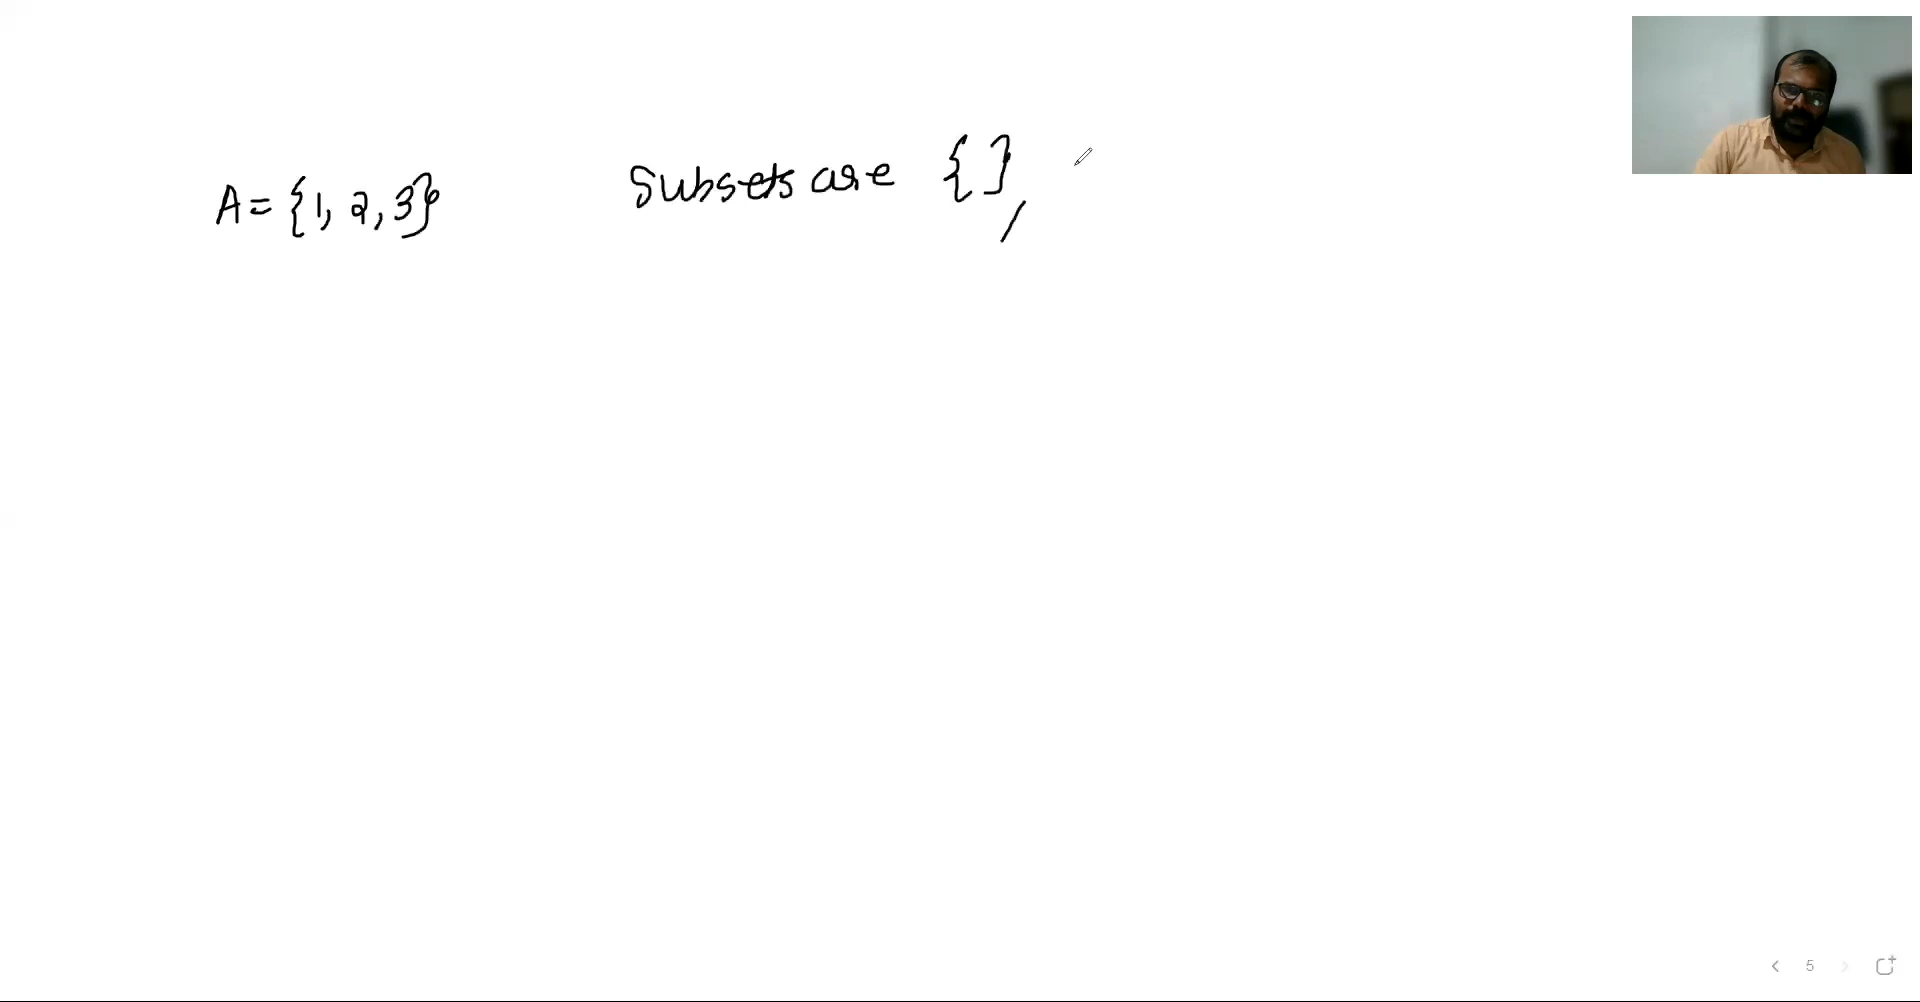 A = {1, 2, 3} Subsets are { },
5